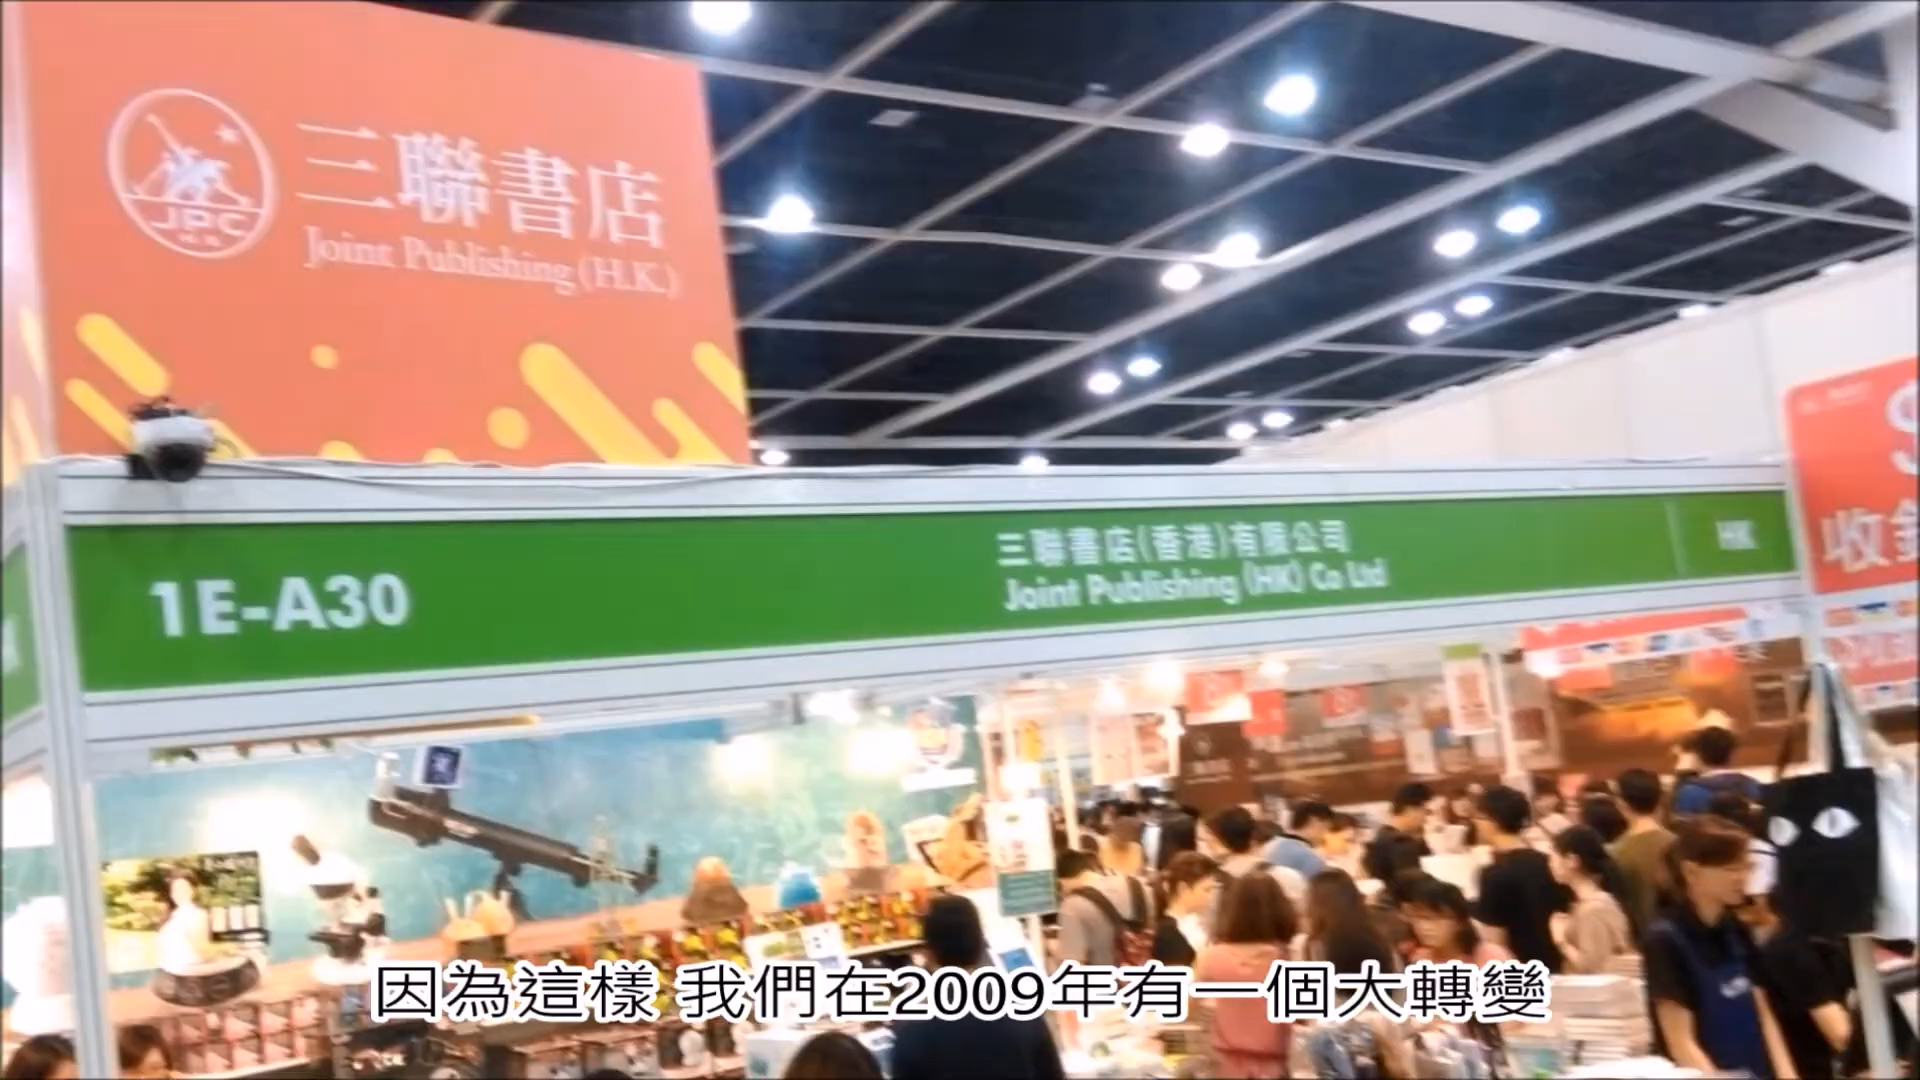 JPC
三聯書店
Joint Publishing (H.K.)
1E-A30
三聯書店(香港)有限公司
Joint Publishing (HK) Co Ltd
HK
收
因為這樣 我們在2009年有一個大轉變